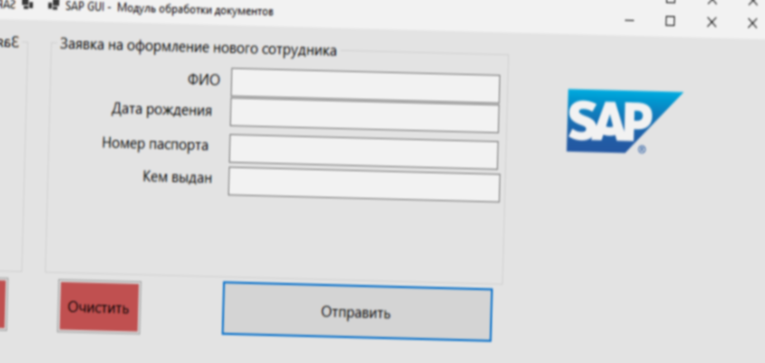 SAP GUI - Модуль обработки документов
Заявка на оформление нового сотрудника
ФИО
Дата рождения
Номер паспорта
Кем выдан
SAP ®
Очистить
Отправить